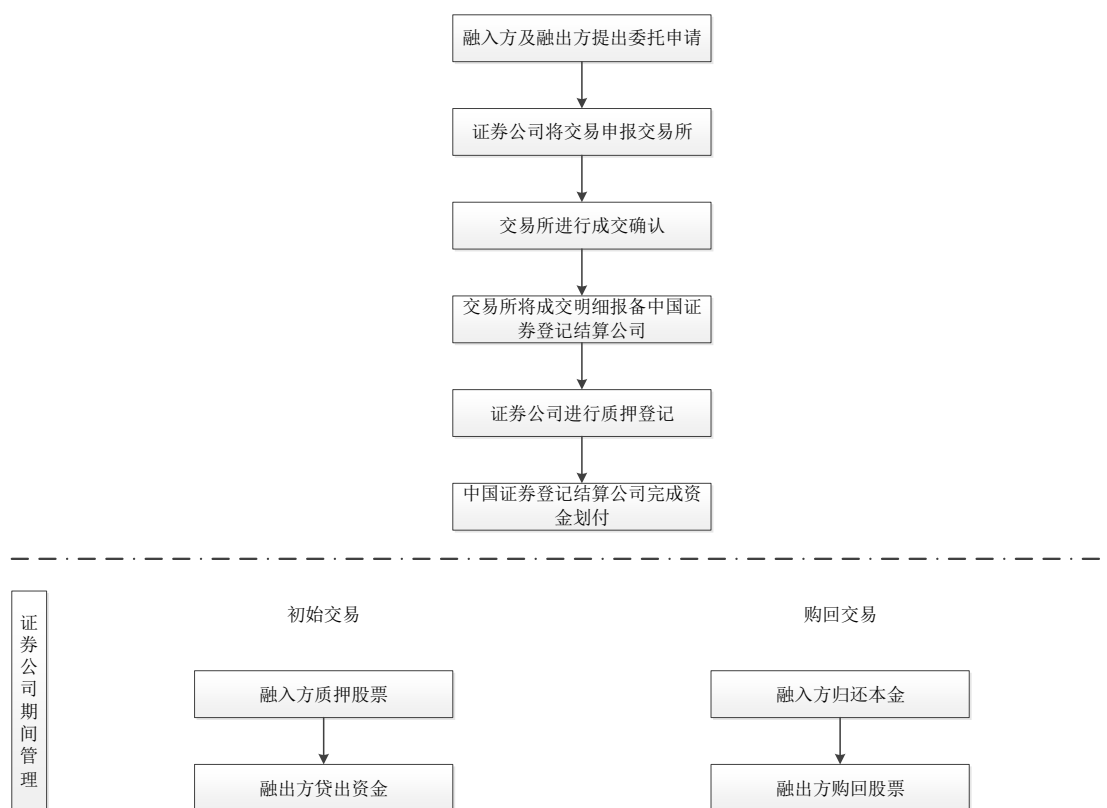 融入方及融出方提出委托申请
证券公司将交易申报交易所
交易所进行成交确认
交易所将成交明细报备中国证
券登记结算公司
证券公司进行质押登记
中国证券登记结算公司完成资
金划付
证券公司期间管理
初始交易
购回交易
融入方质押股票
融入方归还本金
融出方贷出资金
融出方购回股票